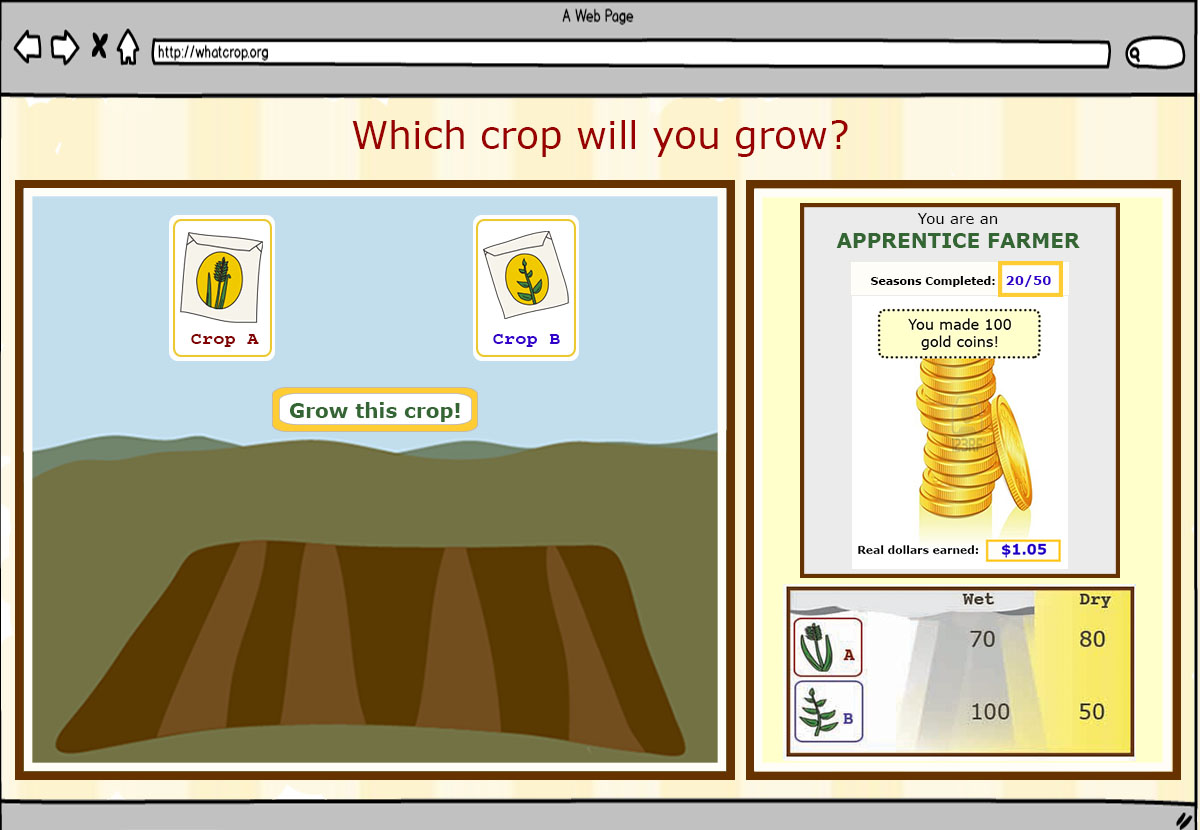 A Web Page
http://whatcrop.org
Which crop will you grow?
Crop A
Crop B
Grow this crop!
You are an
APPRENTICE FARMER
Seasons Completed: 20/50
You made 100
gold coins!
123RF
Real dollars earned: $1.05
Wet Dry
A 70 80
B 100 50